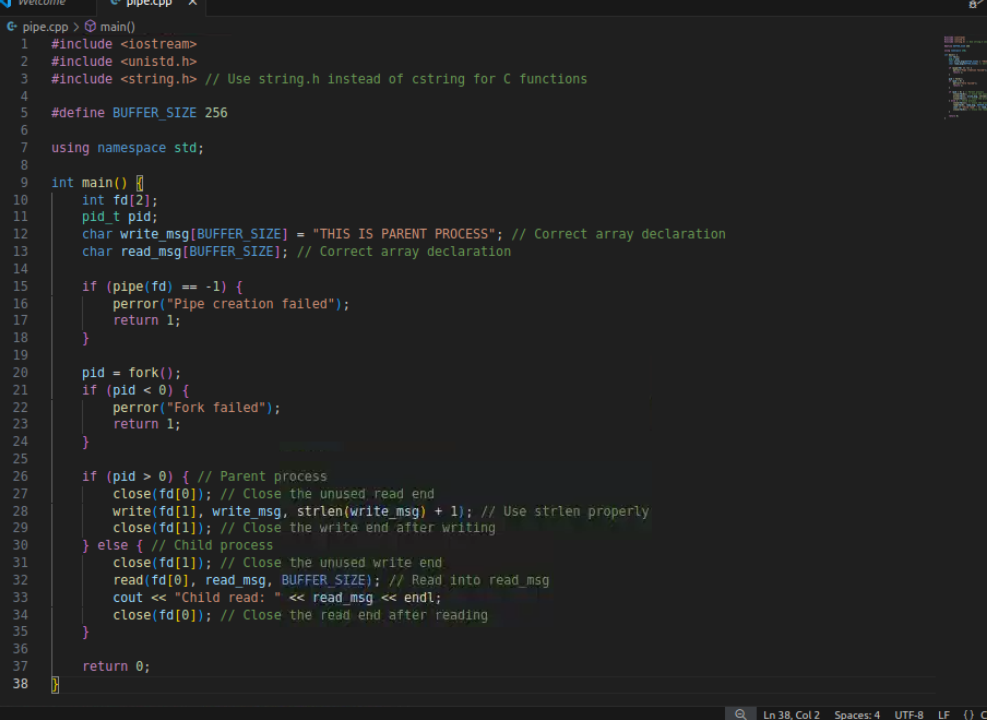 Welcome pipe.cpp ×
pipe.cpp > main()
1 #include <iostream>
2 #include <unistd.h>
3 #include <string.h> // Use string.h instead of cstring for C functions
4
5 #define BUFFER_SIZE 256
6
7 using namespace std;
8
9 int main() {
10 int fd[2];
11 pid_t pid;
12 char write_msg[BUFFER_SIZE] = "THIS IS PARENT PROCESS"; // Correct array declaration
13 char read_msg[BUFFER_SIZE]; // Correct array declaration
14
15 if (pipe(fd) == -1) {
16 perror("Pipe creation failed");
17 return 1;
18 }
19
20 pid = fork();
21 if (pid < 0) {
22 perror("Fork failed");
23 return 1;
24 }
25
26 if (pid > 0) { // Parent process
27 close(fd[0]); // Close the unused read end
28 write(fd[1], write_msg, strlen(write_msg) + 1); // Use strlen properly
29 close(fd[1]); // Close the write end after writing
30 } else { // Child process
31 close(fd[1]); // Close the unused write end
32 read(fd[0], read_msg, BUFFER_SIZE); // Read into read_msg
33 cout << "Child read: " << read_msg << endl;
34 close(fd[0]); // Close the read end after reading
35 }
36
37 return 0;
38 }
Ln 38, Col 2 Spaces: 4 UTF-8 LF {} C